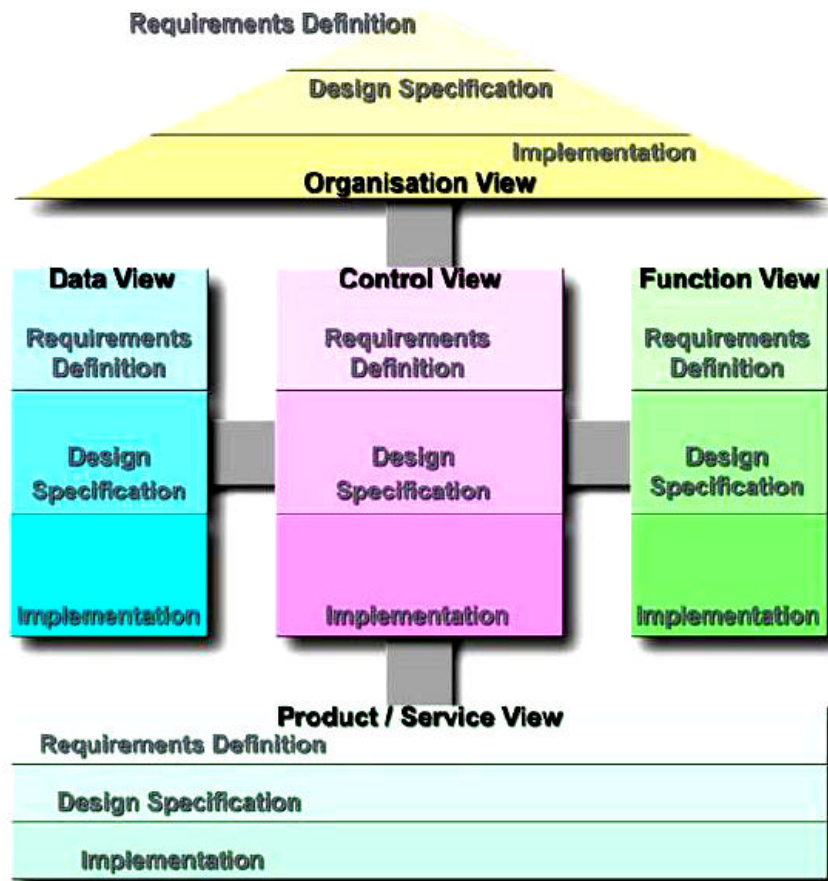 Requirements Definition
Design Specification
Implementation
Organisation View
Data View
Requirements
Definition
Design
Specification
Implementation
Control View
Requirements
Definition
Design
Specification
Implementation
Function View
Requirements
Definition
Design
Specification
Implementation
Product / Service View
Requirements Definition
Design Specification
Implementation